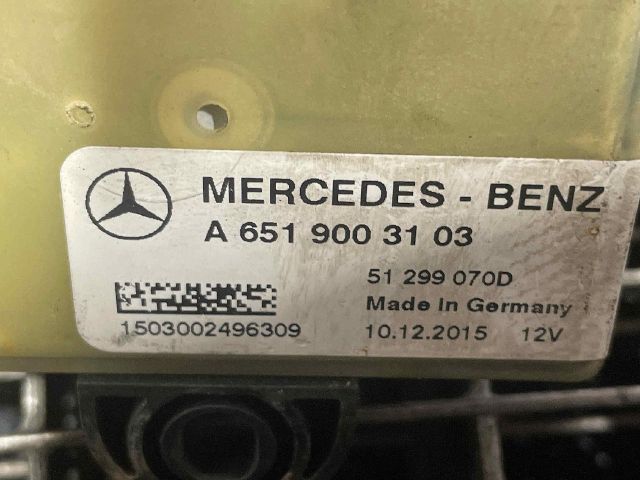 MERCEDES - BENZ
A 651 900 31 03
51 299 070D
Made In Germany
1503002496309
10.12.2015 12V